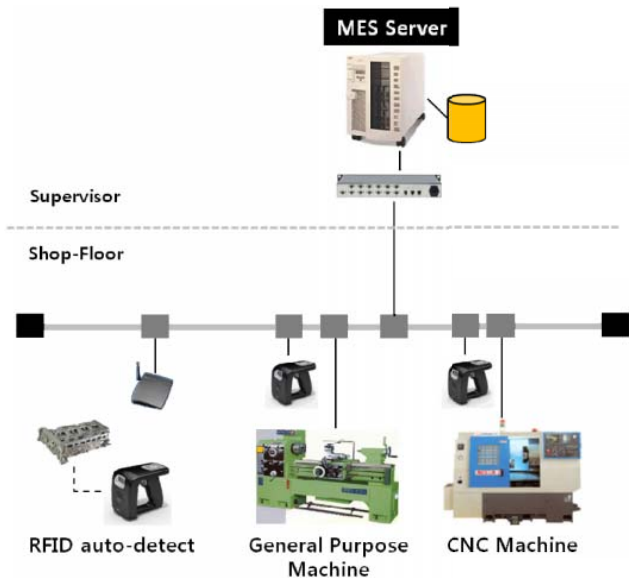 MES Server
Supervisor
Shop-Floor
RFID auto-detect
General Purpose
Machine
CNC Machine